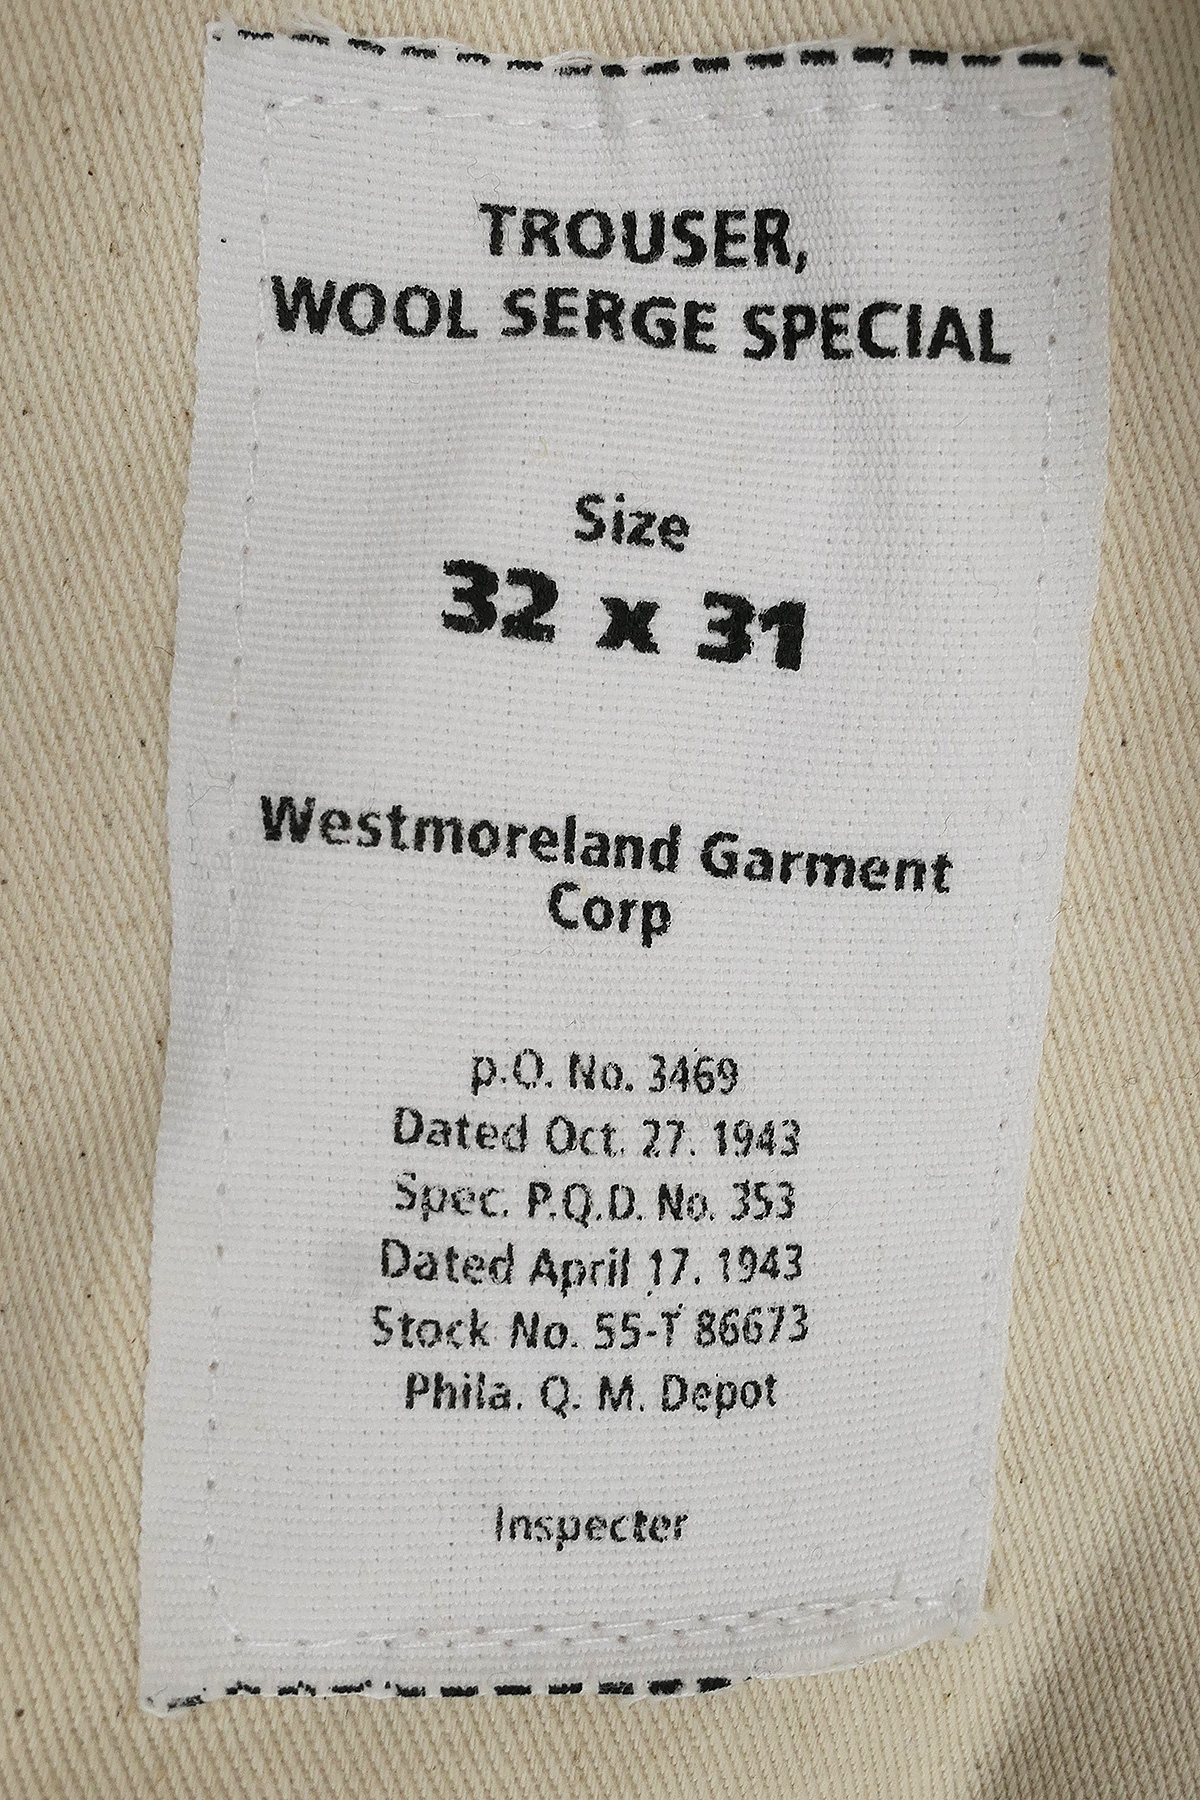 TROUSER,
WOOL SERGE SPECIAL
Size
32 x 31
Westmoreland Garment
Corp
p.O. No. 3469
Dated Oct. 27. 1943
Spec. P.Q.D. No. 353
Dated April 17. 1943
Stock No. 55-T 86673
Phila. Q. M. Depot
Inspecter